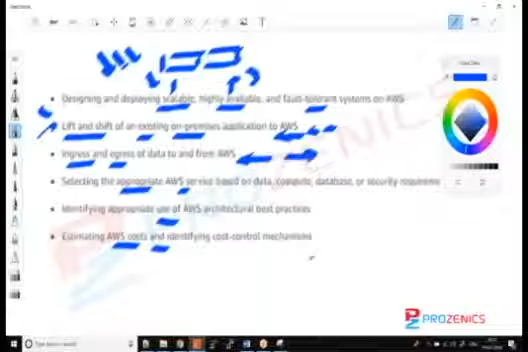 • Designing and deploying scalable, highly available, and fault-tolerant systems on AWS
• Lift and shift of an existing on-premises application to AWS
• Ingress and egress of data to and from AWS
• Selecting the appropriate AWS service based on data, compute, database, or security requireme
• Identifying appropriate use of AWS architectural best practices
• Estimating AWS costs and identifying cost-control mechanisms
PROZENICS